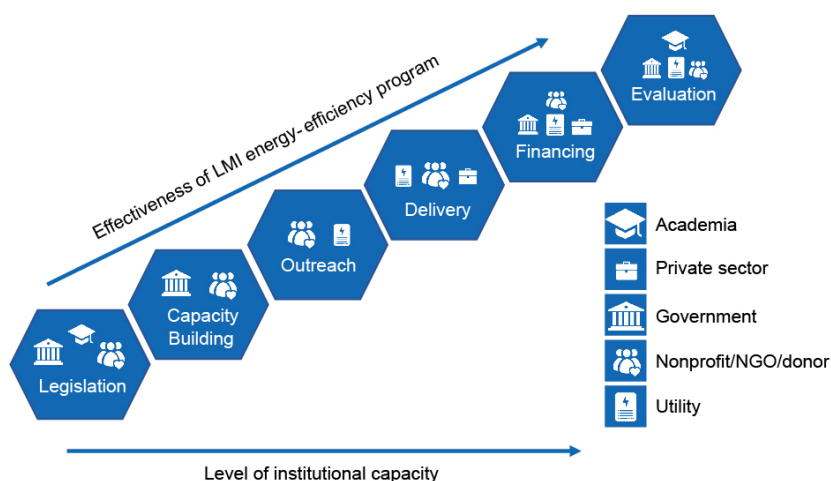 Effectiveness of LMI energy-efficiency program
Evaluation
Financing
Delivery
Outreach
Capacity
Building
Legislation
Academia
Private sector
Government
Nonprofit/NGO/donor
Utility
Level of institutional capacity